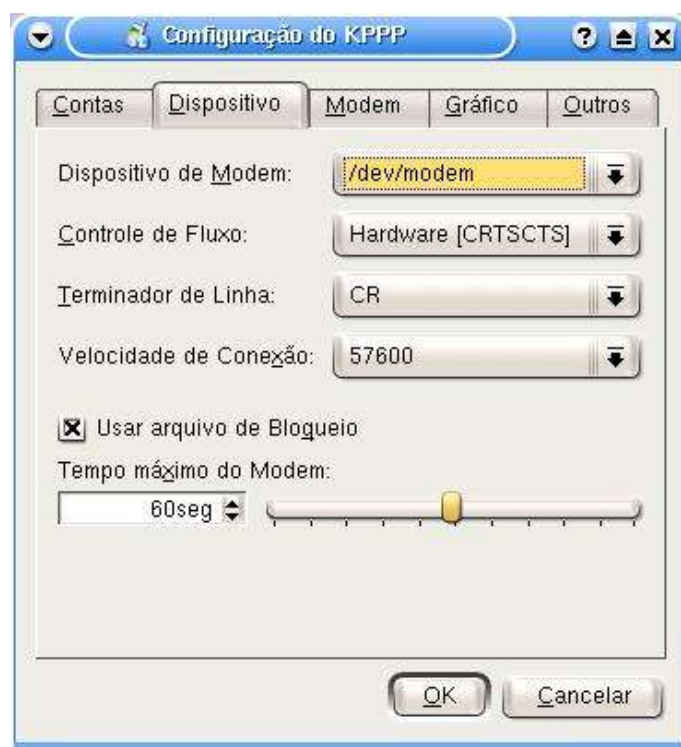 Configuração do KPPP
Contas Dispositivo Modem Gráfico Outros
Dispositivo de Modem: /dev/modem
Controle de Fluxo: Hardware [CRTSCTS]
Terminador de Linha: CR
Velocidade de Conexão: 57600
Usar arquivo de Bloqueio
Tempo máximo do Modem:
60seg
OK Cancelar